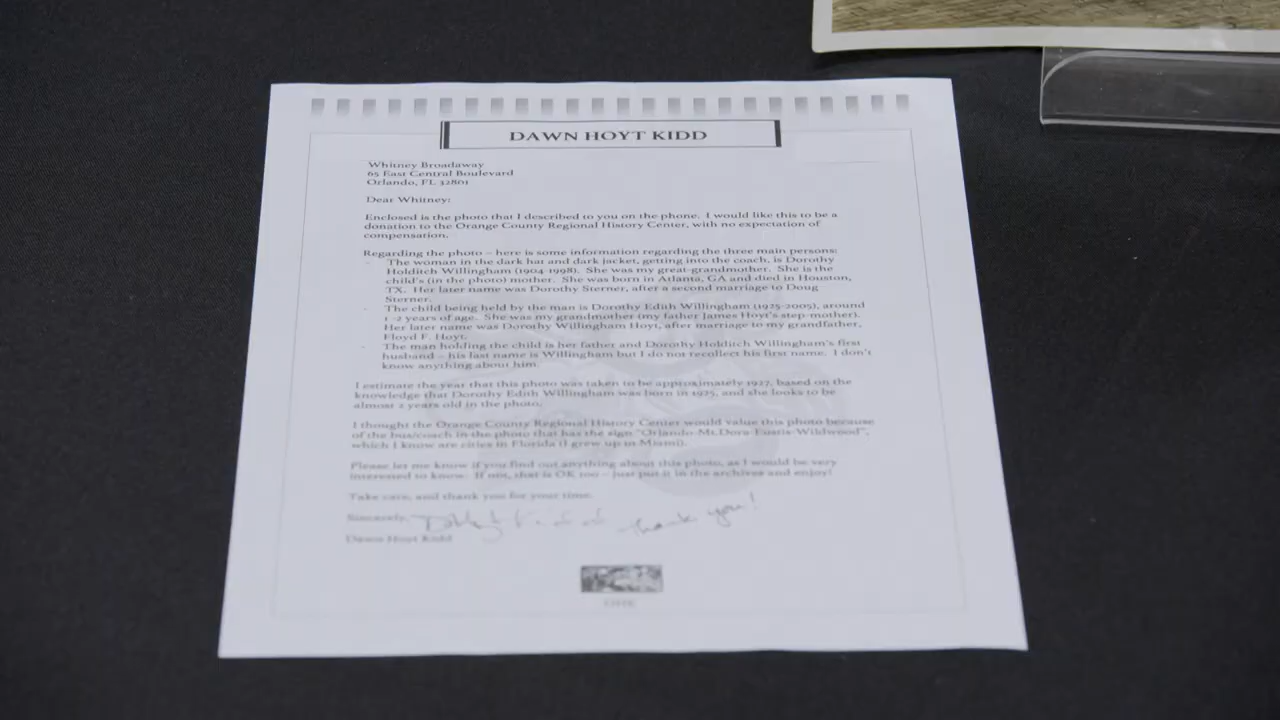 DAWN HOYT KIDD
Whitney Broadaway
65 East Central Boulevard
Orlando, FL 32801
Dear Whitney:
Enclosed is the photo that I described to you on the phone. I would like this to be a
donation to the Orange County Regional History Center, with no expectation of
compensation.
Regarding the photo – here is some information regarding the three main persons:
- The woman in the dark hat and dark jacket, getting into the coach, is Dorothy
Holditch Willingham (1904-1998). She was my great-grandmother. She is the
child's (in the photo) mother. She was born in Atlanta, GA and died in Houston,
TX. Her later name was Dorothy Sterner, after a second marriage to Doug
Sterner.
- The child being held by the man is Dorothy Edith Willingham (1925-2005), around
1 -2 years of age. She was my grandmother (my father James Hoyt's step-mother).
Her later name was Dorothy Willingham Hoyt, after marriage to my grandfather,
Floyd F. Hoyt.
- The man holding the child is her father and Dorothy Holditch Willingham's first
husband – his last name is Willingham but I do not recollect his first name. I don't
know anything about him.
I estimate the year that this photo was taken to be approximately 1927, based on the
knowledge that Dorothy Edith Willingham was born in 1925, and she looks to be
almost 2 years old in the photo.
I thought the Orange County Regional History Center would value this photo because
of the bus/coach in the photo that has the sign "Orlando-Mt.Dora-Eustis-Wildwood",
which I know are cities in Florida (I grew up in Miami).
Please let me know if you find out anything about this photo, as I would be very
interested to know. If not, that is OK too – just put it in the archives and enjoy!
Take care, and thank you for your time.
Sincerely, thank you!
Dawn Hoyt Kidd